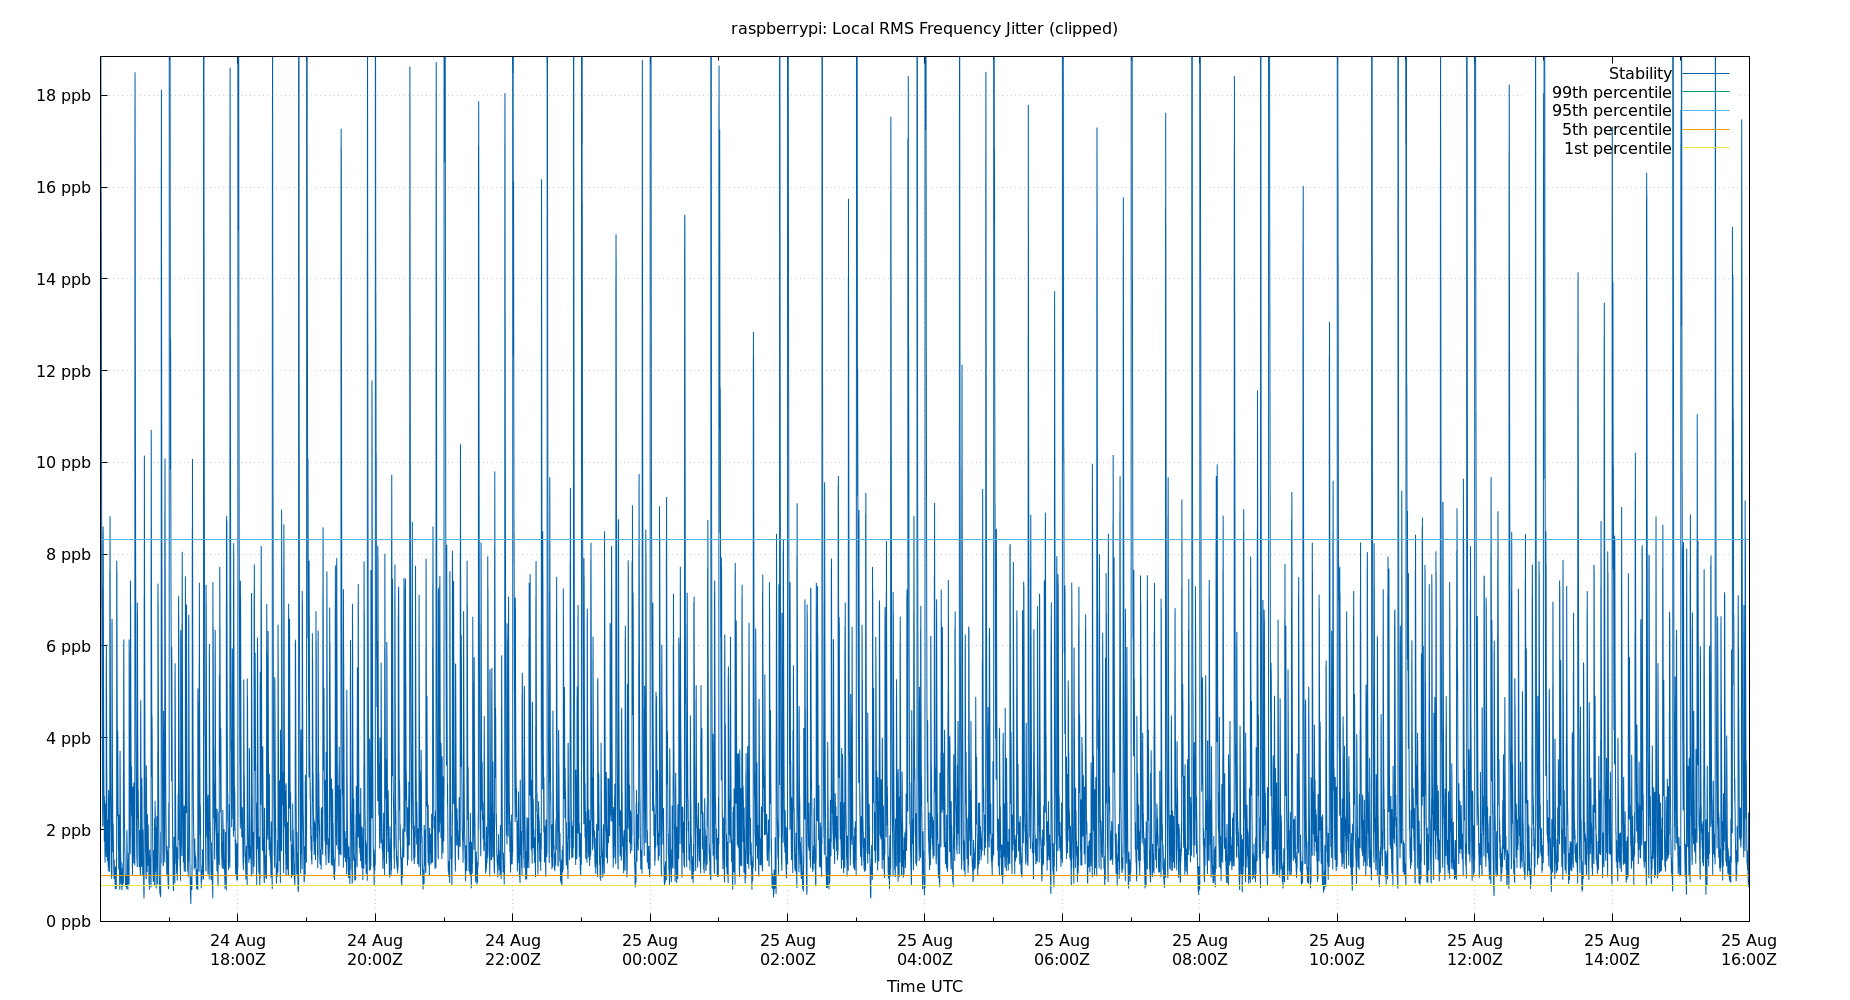 raspberrypi: Local RMS Frequency Jitter (clipped)
Stability
99th percentile
95th percentile
5th percentile
1st percentile
18 ppb
16 ppb
14 ppb
12 ppb
10 ppb
8 ppb
6 ppb
4 ppb
2 ppb
0 ppb
24 Aug 24 Aug 24 Aug 25 Aug 25 Aug 25 Aug 25 Aug 25 Aug 25 Aug 25 Aug 25 Aug 25 Aug
18:00Z 20:00Z 22:00Z 00:00Z 02:00Z 04:00Z 06:00Z 08:00Z 10:00Z 12:00Z 14:00Z 16:00Z
Time UTC